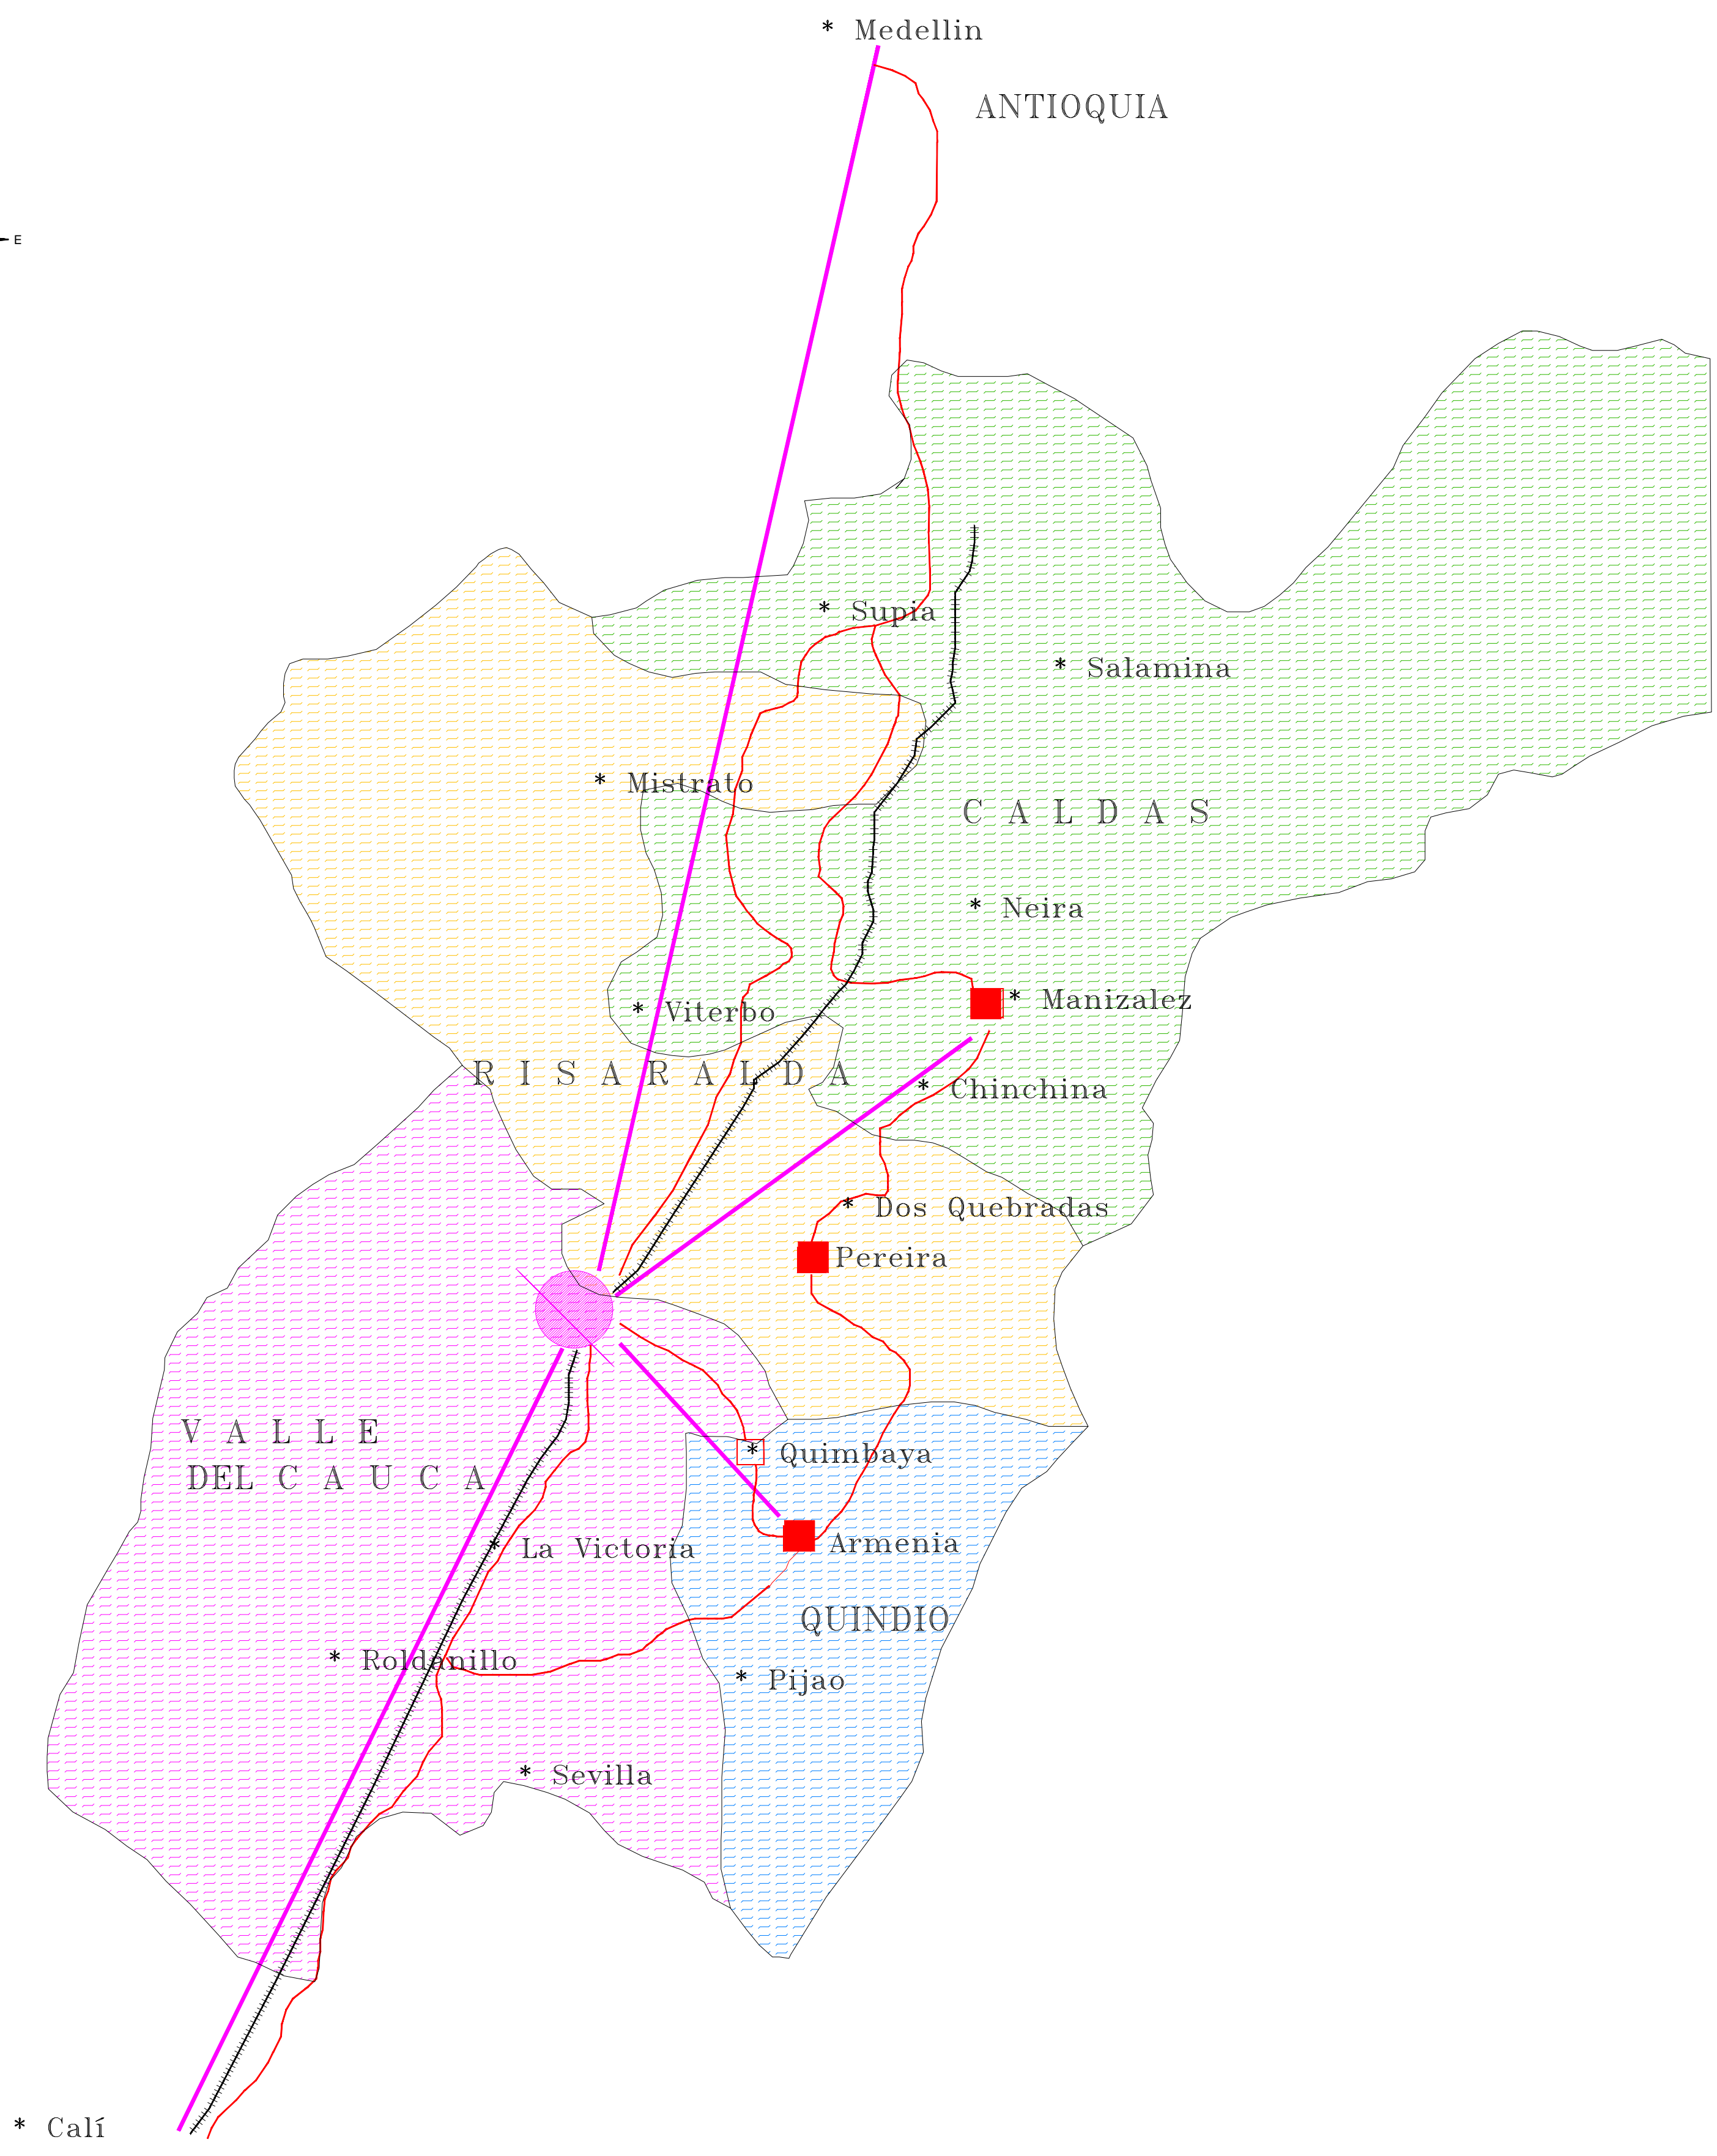 * Medellin
ANTIOQUIA
E
* Supia
* Salamina
* Mistrato
C A L D A S
* Neira
* Manizalez
* Viterbo
R I S A R A L D A
* Chinchina
* Dos Quebradas
Pereira
V A L L E
DEL C A U C A
* Quimbaya
* La Victoria
Armenia
QUINDIO
* Roldanillo
* Pijao
* Sevilla
* Calí